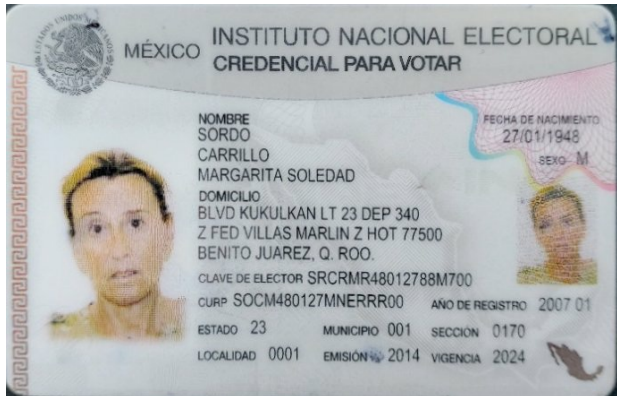 MÉXICO
INSTITUTO NACIONAL ELECTORAL
CREDENCIAL PARA VOTAR
NOMBRE
SORDO
CARRILLO
MARGARITA SOLEDAD
FECHA DE NACIMIENTO
27/01/1948
SEXO M
DOMICILIO
BLVD KUKULKAN LT 23 DEP 340
Z FED VILLAS MARLIN Z HOT 77500
BENITO JUAREZ, Q. ROO.
CLAVE DE ELECTOR SRCRMR48012788M700
CURP SOCM480127MNERRR00 AÑO DE REGISTRO 2007 01
ESTADO 23 MUNICIPIO 001 SECCIÓN 0170
LOCALIDAD 0001 EMISIÓN 2014 VIGENCIA 2024